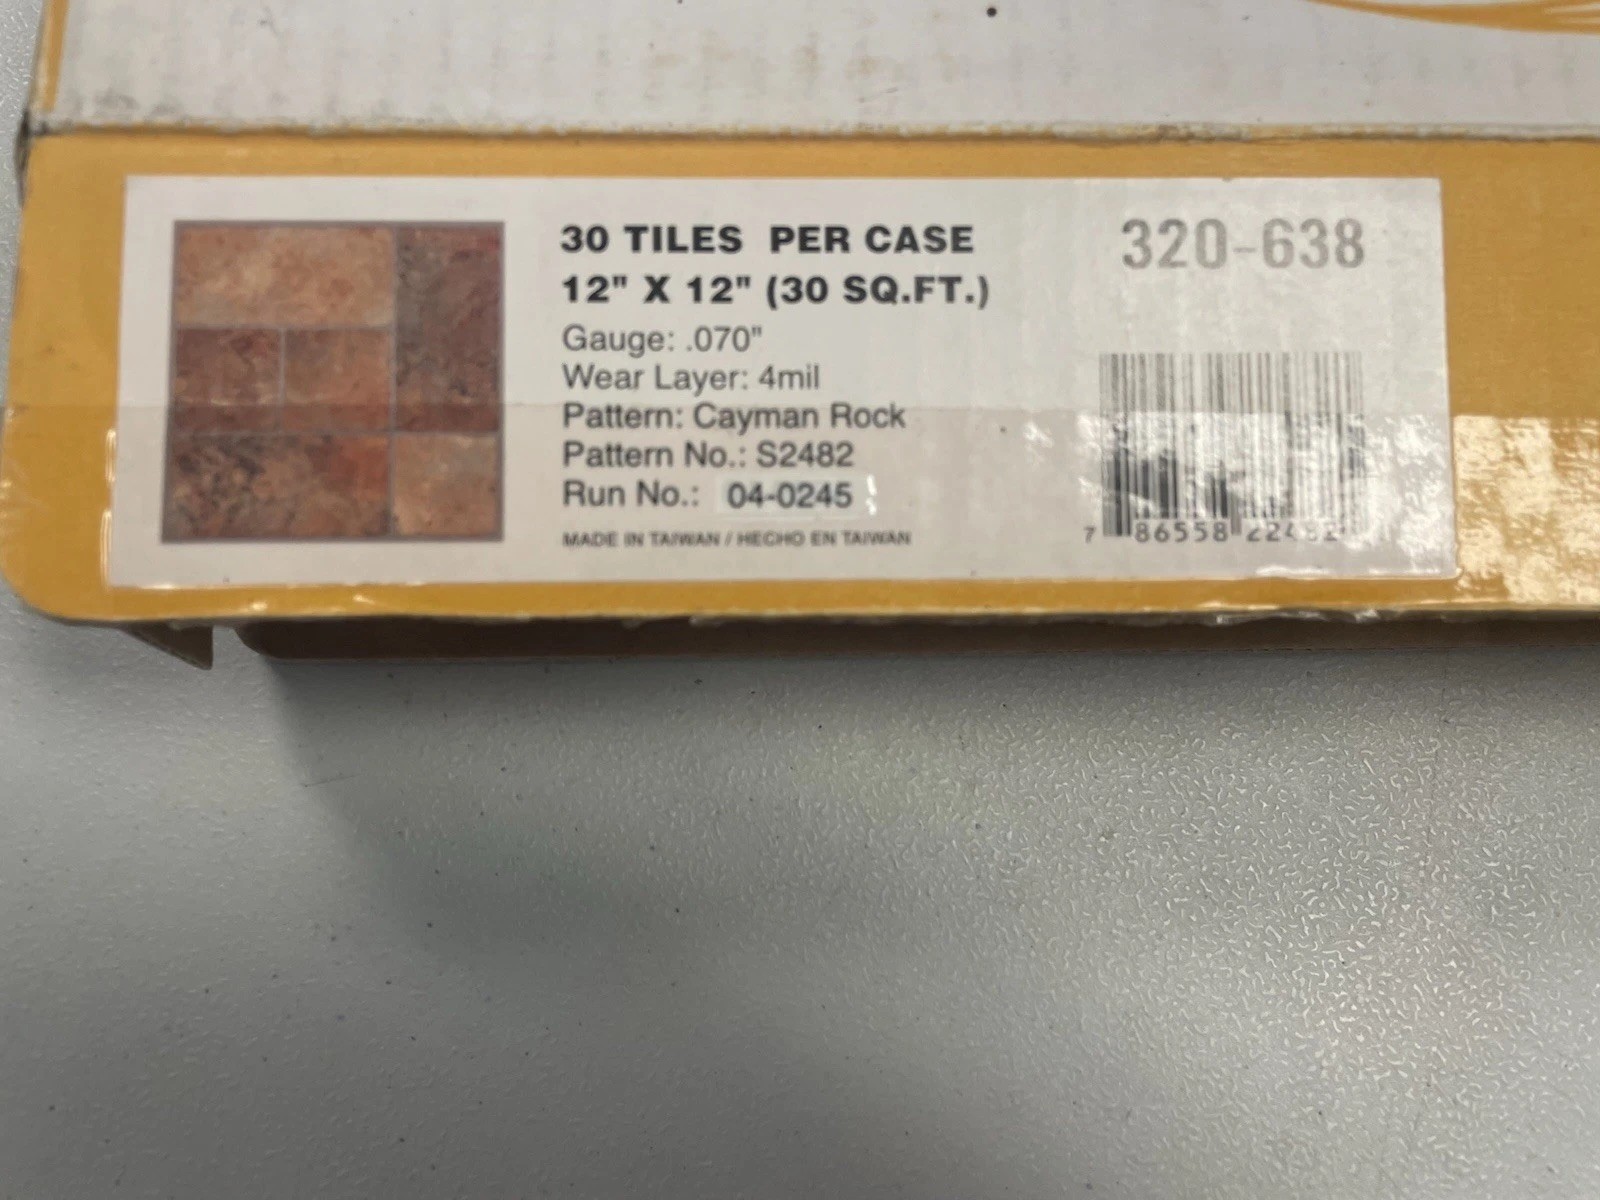 30 TILES PER CASE
12" X 12" (30 SQ.FT.)
Gauge: .070"
Wear Layer: 4mil
Pattern: Cayman Rock
Pattern No.: S2482
Run No.: 04-0245
MADE IN TAIWAN / HECHO EN TAIWAN
320-638
7 86558 22482